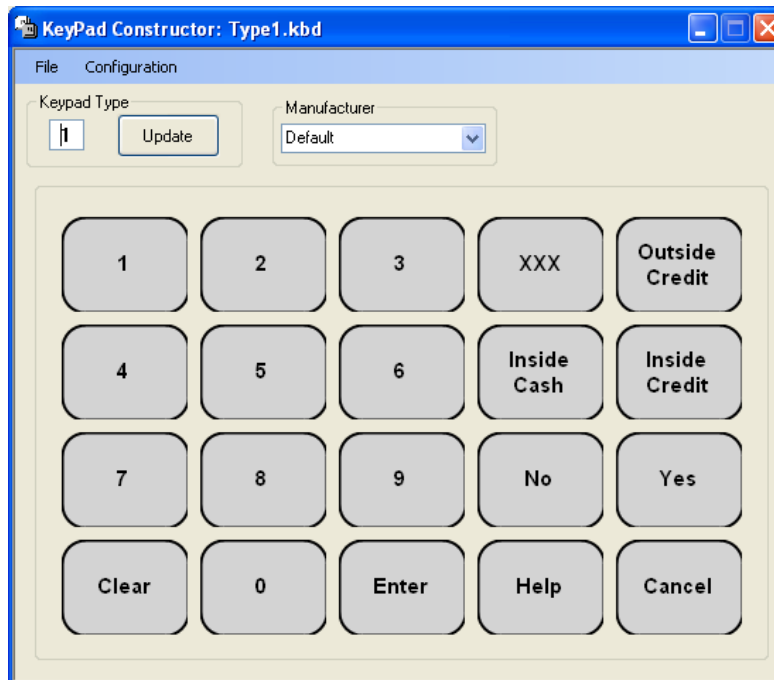 KeyPad Constructor: Type1.kbd
File Configuration
Keypad Type
1 Update
Manufacturer
Default
1 2 3 XXX Outside
Credit
4 5 6 Inside
Cash Inside
Credit
7 8 9 No Yes
Clear 0 Enter Help Cancel